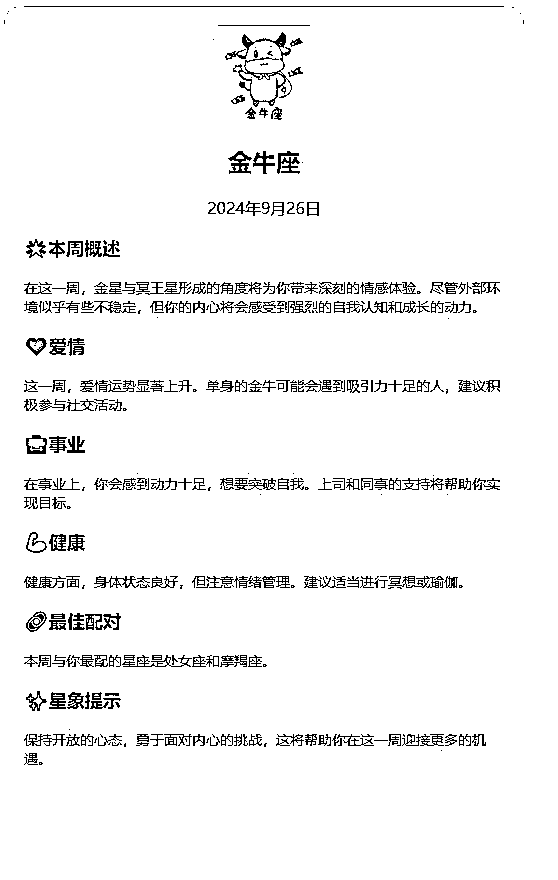 金牛座
金牛座
2024年9月26日
本周概述
在这一周，金星与冥王星形成的角度将为你带来深刻的情感体验。尽管外部环
境似乎有些不稳定，但你的内心将会感受到强烈的自我认知和成长的动力。
爱情
这一周，爱情运势显著上升。单身的金牛可能会遇到吸引力十足的人，建议积
极参与社交活动。
事业
在事业上，你会感到动力十足，想要突破自我。上司和同事的支持将帮助你实
现目标。
健康
健康方面，身体状态良好，但注意情绪管理。建议适当进行冥想或瑜伽。
最佳配对
本周与你最配的星座是处女座和摩羯座。
星象提示
保持开放的心态，勇于面对内心的挑战，这将帮助你在这一周迎接更多的机
遇。